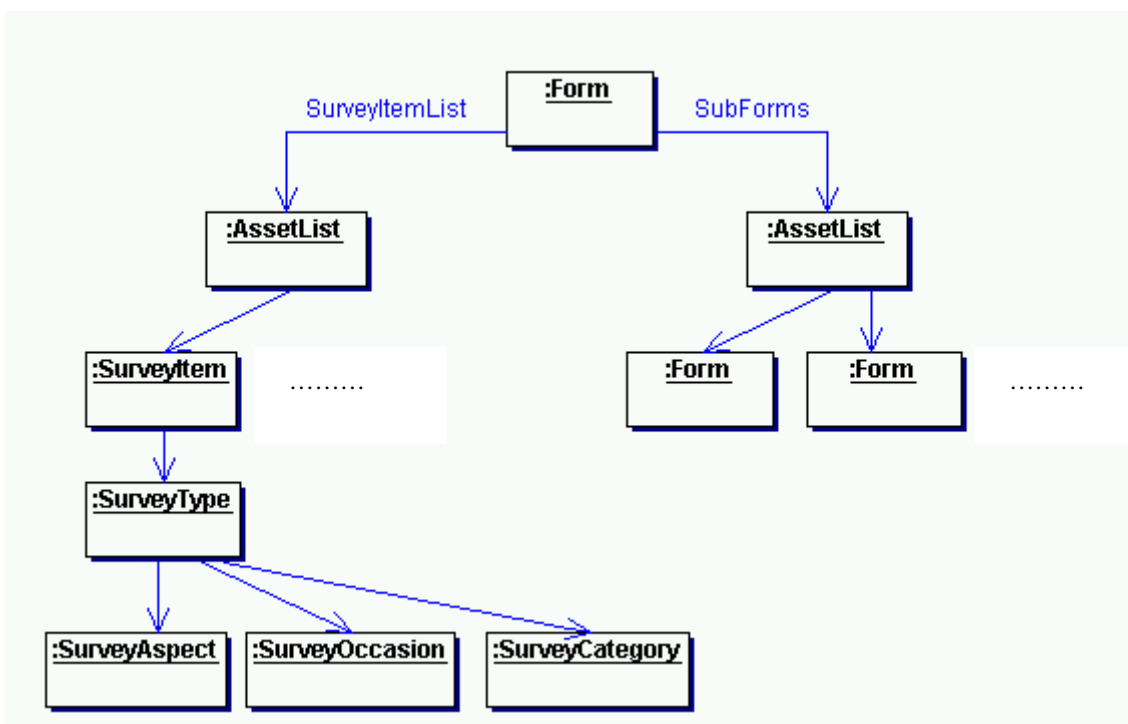 :Form
SurveyItemList
SubForms
:AssetList
:AssetList
:SurveyItem
.........
:Form
:Form
.........
:SurveyType
:SurveyAspect
:SurveyOccasion
:SurveyCategory